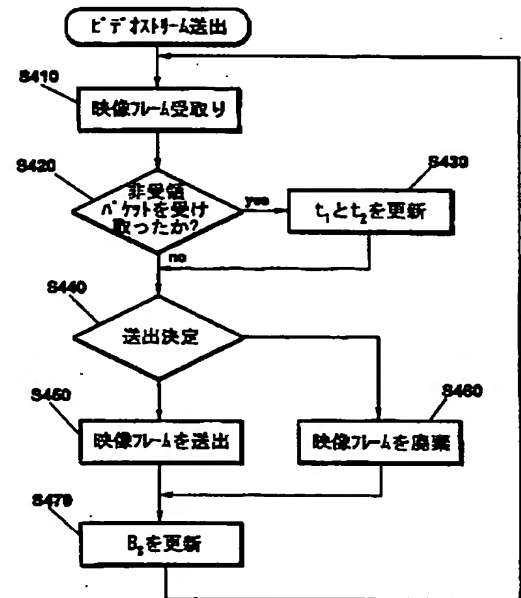 ビデオストリーム送出
S410
映像フレーム受取り
S420
非受領
パケットを受け
取ったか?
yes
S430
t₁とt₂を更新
no
S440
送出決定
S450
映像フレームを送出
S460
映像フレームを廃棄
S470
Bₛを更新